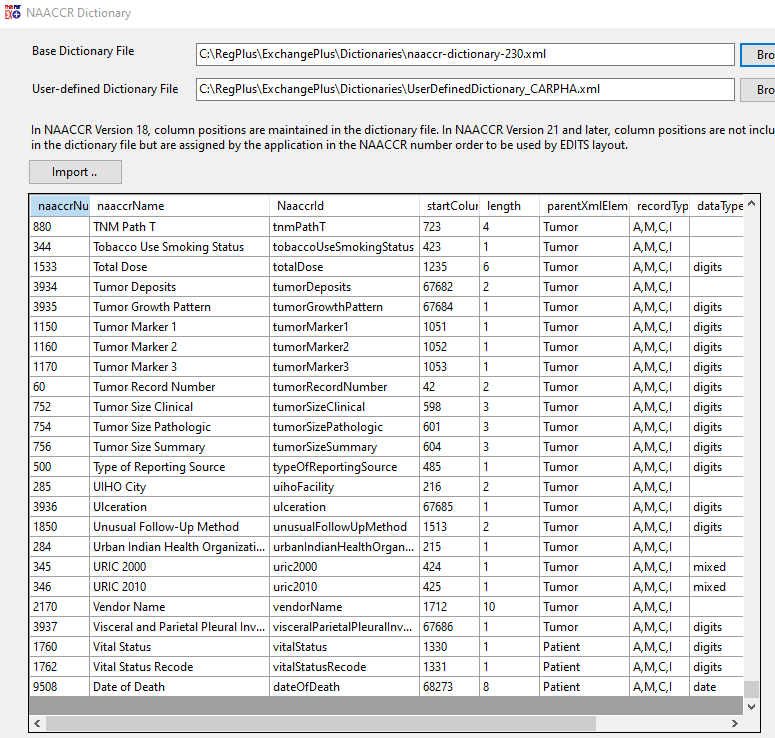 NAACCR Dictionary
Base Dictionary File C:\RegPlus\ExchangePlus\Dictionaries\naaccr-dictionary-230.xml Bro
User-defined Dictionary File C:\RegPlus\ExchangePlus\Dictionaries\UserDefinedDictionary_CARPHA.xml Bro
In NAACCR Version 18, column positions are maintained in the dictionary file. In NAACCR Version 21 and later, column positions are not inclu
in the dictionary file but are assigned by the application in the NAACCR number order to be used by EDITS layout.
Import ..
naaccrNu naaccrName NaaccrId startColur length parentXmlElem recordTyp dataType
880 TNM Path T tnmPathT 723 4 Tumor A,M,C,I
344 Tobacco Use Smoking Status tobaccoUseSmokingStatus 423 1 Tumor A,M,C,I
1533 Total Dose totalDose 1235 6 Tumor A,M,C,I digits
3934 Tumor Deposits tumorDeposits 67682 2 Tumor A,M,C,I
3935 Tumor Growth Pattern tumorGrowthPattern 67684 1 Tumor A,M,C,I digits
1150 Tumor Marker 1 tumorMarker1 1051 1 Tumor A,M,C,I digits
1160 Tumor Marker 2 tumorMarker2 1052 1 Tumor A,M,C,I digits
1170 Tumor Marker 3 tumorMarker3 1053 1 Tumor A,M,C,I digits
60 Tumor Record Number tumorRecordNumber 42 2 Tumor A,M,C,I digits
752 Tumor Size Clinical tumorSizeClinical 598 3 Tumor A,M,C,I digits
754 Tumor Size Pathologic tumorSizePathologic 601 3 Tumor A,M,C,I digits
756 Tumor Size Summary tumorSizeSummary 604 3 Tumor A,M,C,I digits
500 Type of Reporting Source typeOfReportingSource 485 1 Tumor A,M,C,I digits
285 UIHO City uihoFacility 216 2 Tumor A,M,C,I
3936 Ulceration ulceration 67685 1 Tumor A,M,C,I digits
1850 Unusual Follow-Up Method unusualFollowUpMethod 1513 2 Tumor A,M,C,I digits
284 Urban Indian Health Organizati... urbanIndianHealthOrgan... 215 1 Tumor A,M,C,I
345 URIC 2000 uric2000 424 1 Tumor A,M,C,I mixed
346 URIC 2010 uric2010 425 1 Tumor A,M,C,I mixed
2170 Vendor Name vendorName 1712 10 Tumor A,M,C,I
3937 Visceral and Parietal Pleural Inv... visceralParietalPleuralInv... 67686 1 Tumor A,M,C,I digits
1760 Vital Status vitalStatus 1330 1 Patient A,M,C,I digits
1762 Vital Status Recode vitalStatusRecode 1331 1 Patient A,M,C,I digits
9508 Date of Death dateOfDeath 68273 8 Patient A,M,C,I date